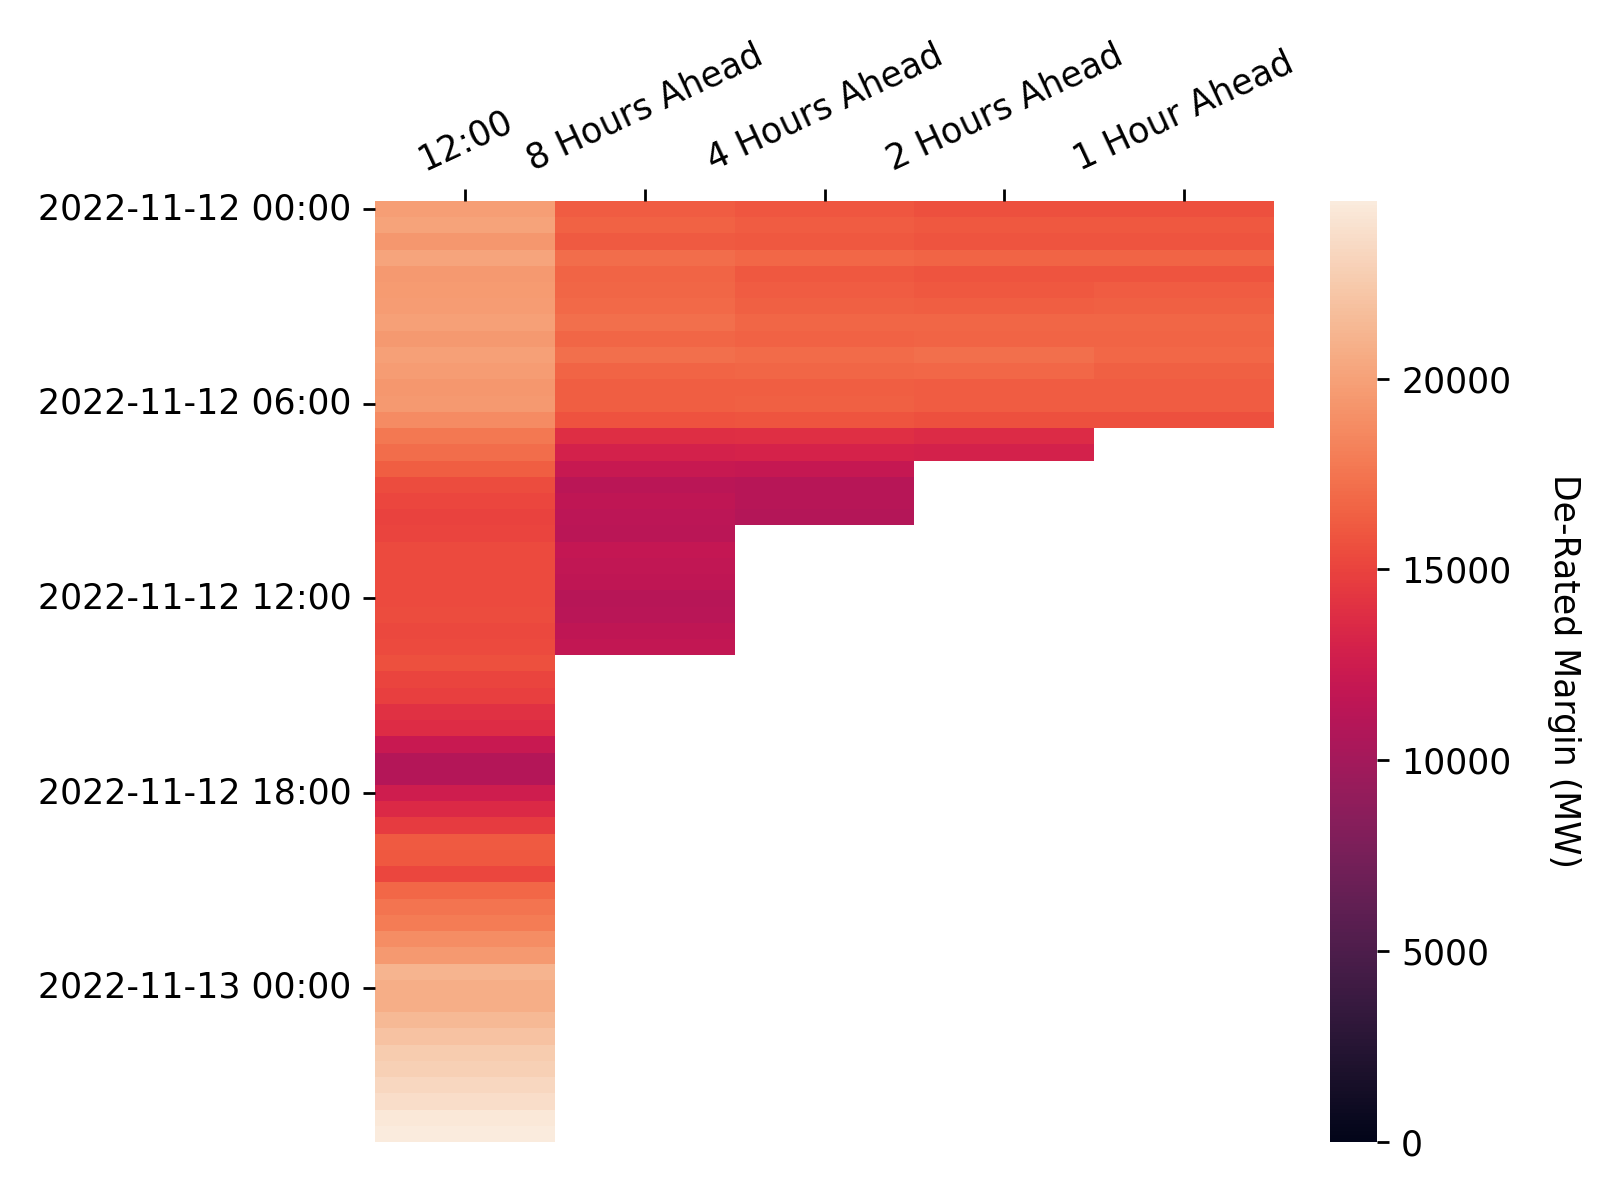 12:00
8 Hours Ahead
4 Hours Ahead
2 Hours Ahead
1 Hour Ahead
2022-11-12 00:00
2022-11-12 06:00
2022-11-12 12:00
2022-11-12 18:00
2022-11-13 00:00
20000
15000
10000
5000
0
De-Rated Margin (MW)